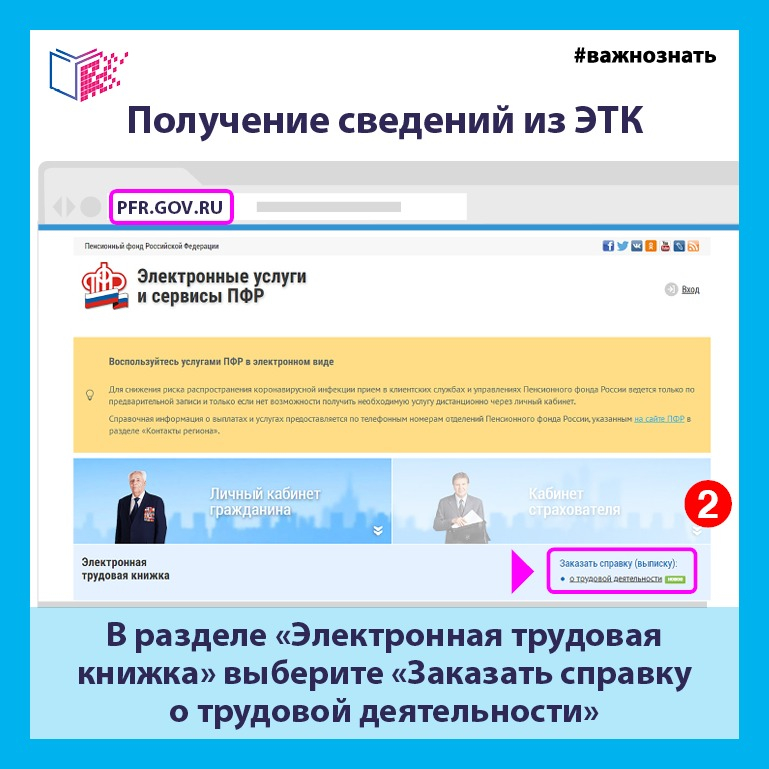 #важнознать
Получение сведений из ЭТК
PFR.GOV.RU
Пенсионный фонд Российской Федерации
Электронные услуги
и сервисы ПФР
Вход
Воспользуйтесь услугами ПФР в электронном виде
Для снижения риска распространения коронавирусной инфекции прием в клиентских службах и управлениях Пенсионного фонда России ведется только по
предварительной записи и только если нет возможности получить необходимую услугу дистанционно через личный кабинет.
Справочная информация о выплатах и услугах предоставляется по телефонным номерам отделений Пенсионного фонда России, указанным на сайте ПФР в
разделе «Контакты региона».
Личный кабинет
гражданина
Кабинет
страхователя
2
Электронная
трудовая книжка
Заказать справку (выписку):
о трудовой деятельности новое
В разделе «Электронная трудовая
книжка» выберите «Заказать справку
о трудовой деятельности»